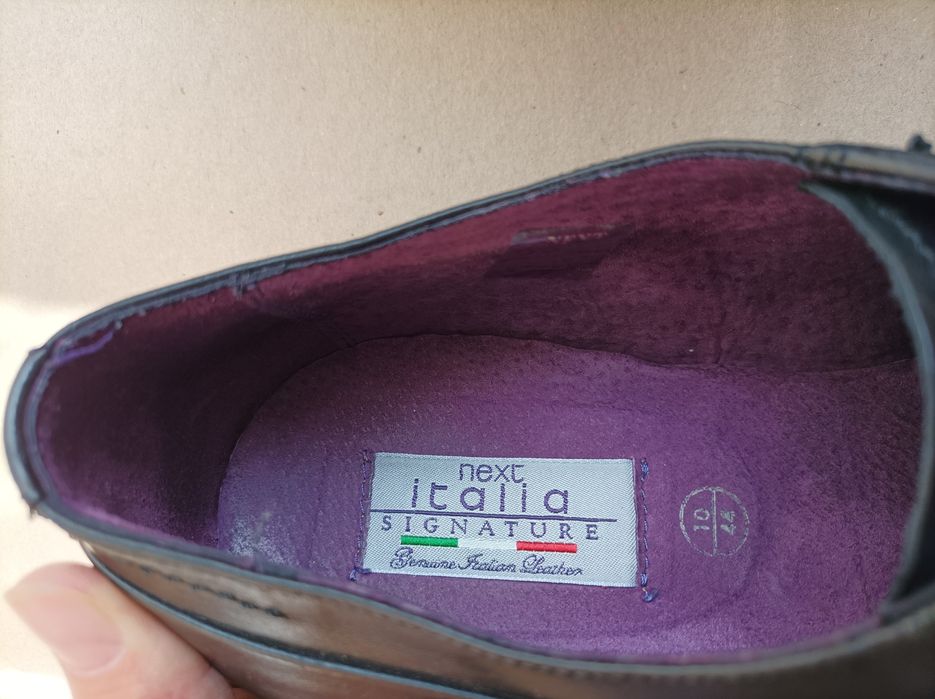 next
italia
SIGNATURE
Genuine Italian Leather
10
44